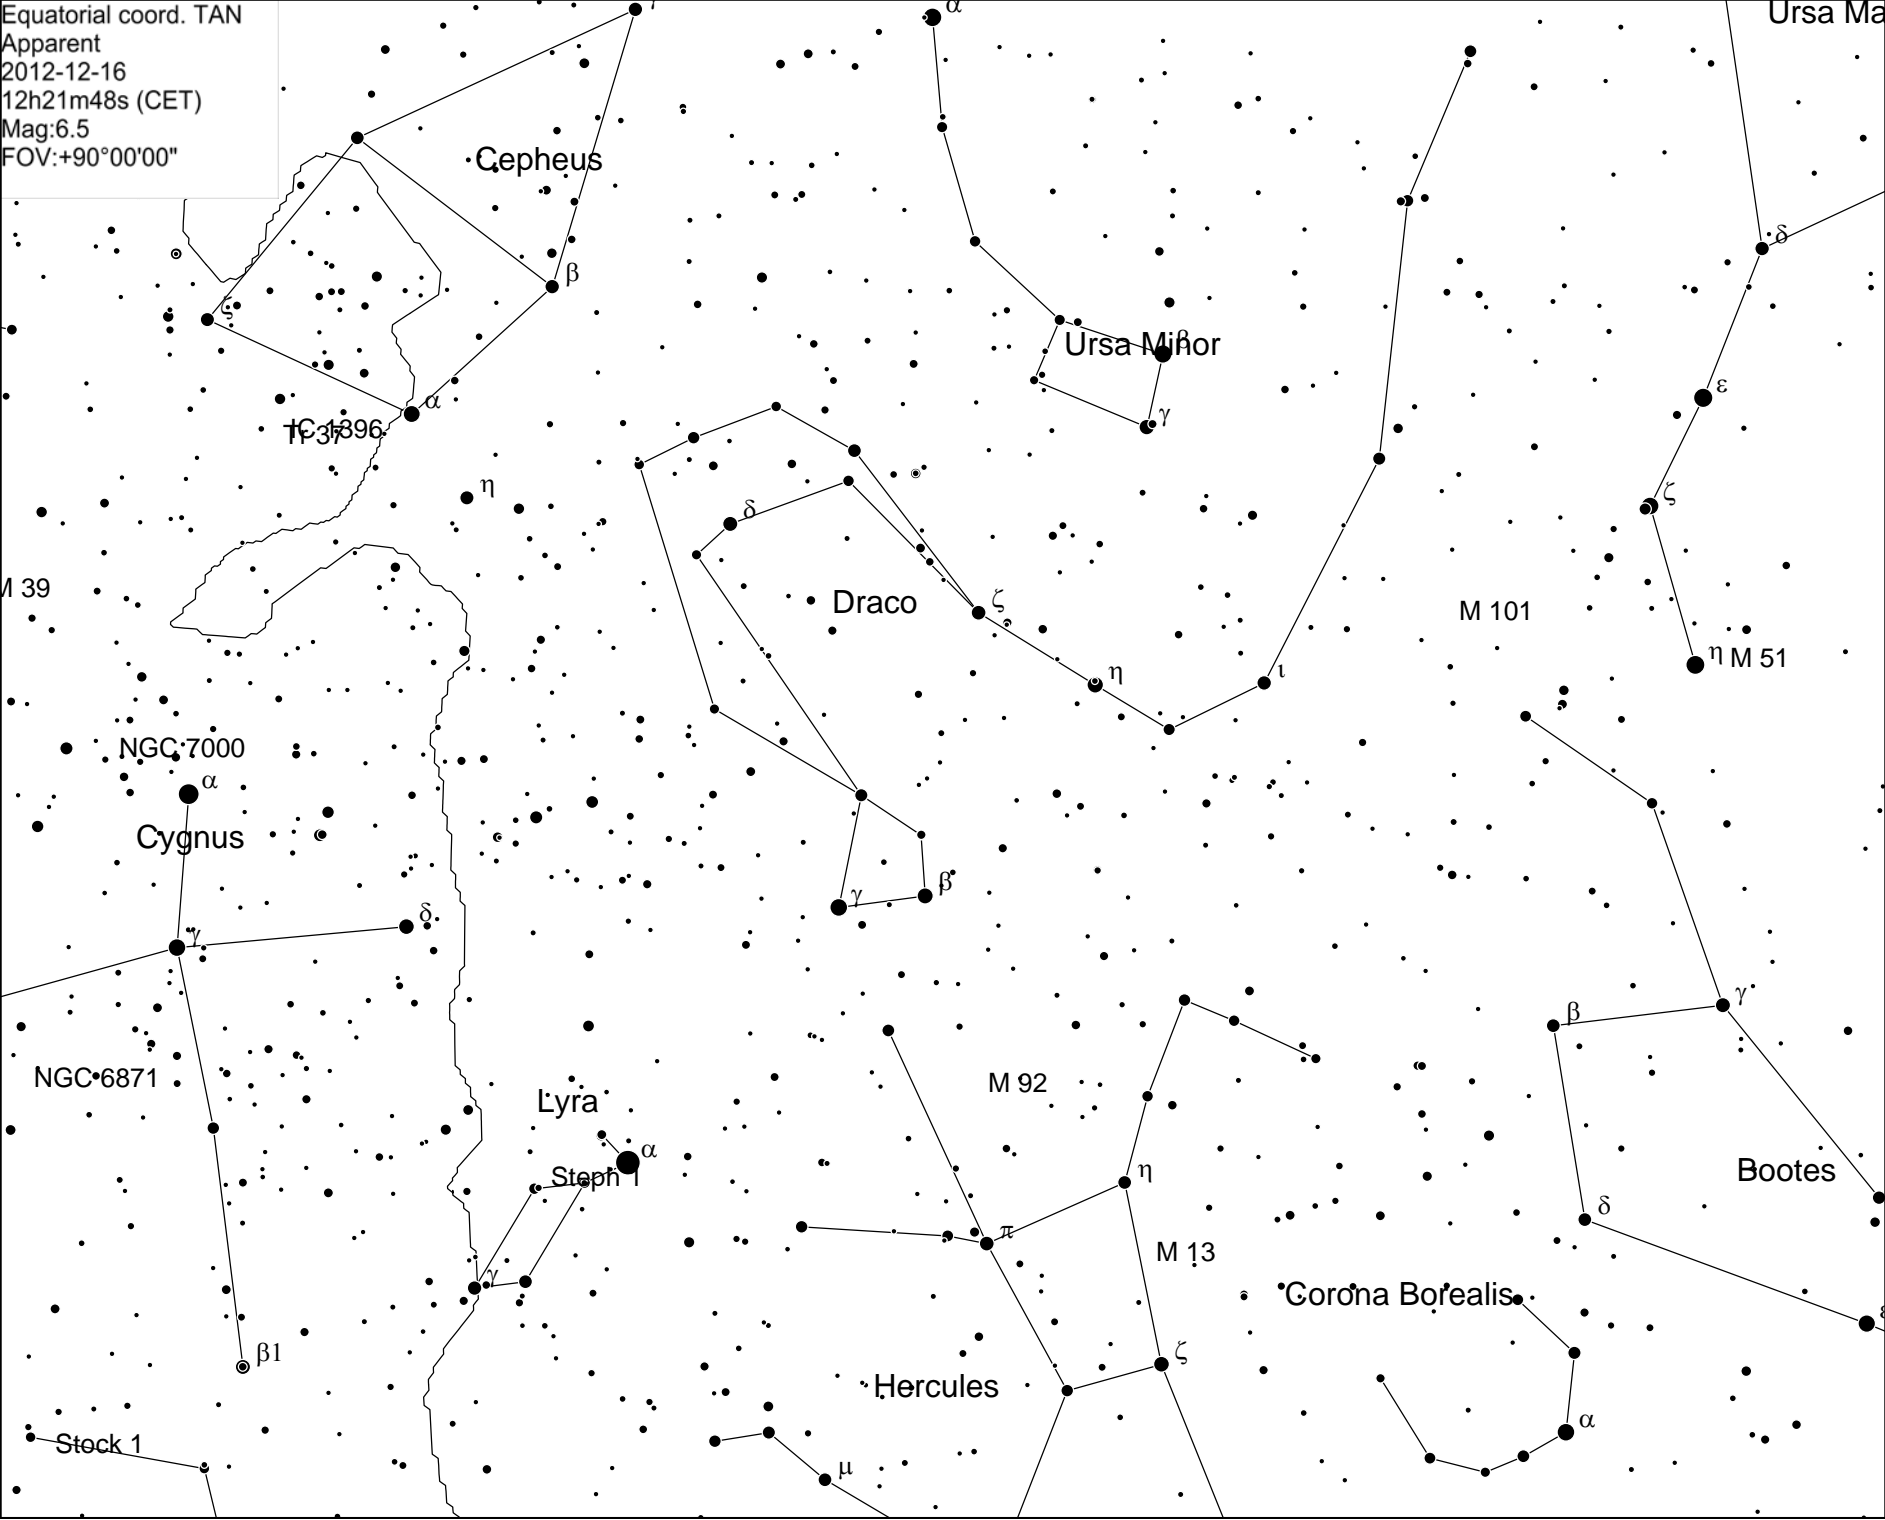 Equatorial coord. TAN
Apparent
2012-12-16
12h21m48s (CET)
Mag:6.5
FOV:+90°00'00"
α
Ursa Ma
Cepheus
δ
β
ζ
Ursa Minor
β
ε
α
γ
IC 1396
Tr 37
η
ζ
δ
M 39
Draco
ζ
M 101
η
M 51
η
ι
NGC 7000
α
Cygnus
β
γ
δ
γ
γ
β
NGC 6871
M 92
Lyra
α
Steph 1
η
Bootes
δ
π
M 13
γ
Corona Borealis
ε
β1
ζ
Hercules
α
Stock 1
μ